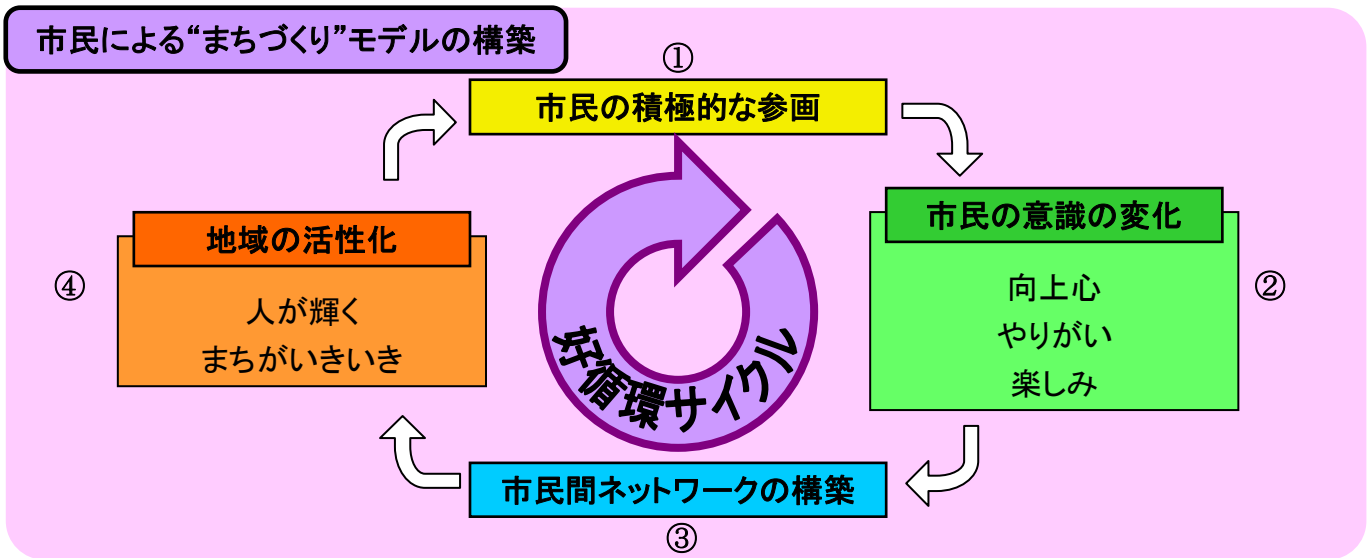 市民による“まちづくり”モデルの構築
①
市民の積極的な参画
市民の意識の変化
向上心
やりがい
楽しみ
②
市民間ネットワークの構築
③
地域の活性化
人が輝く
まちがいきいき
④
好循環サイクル